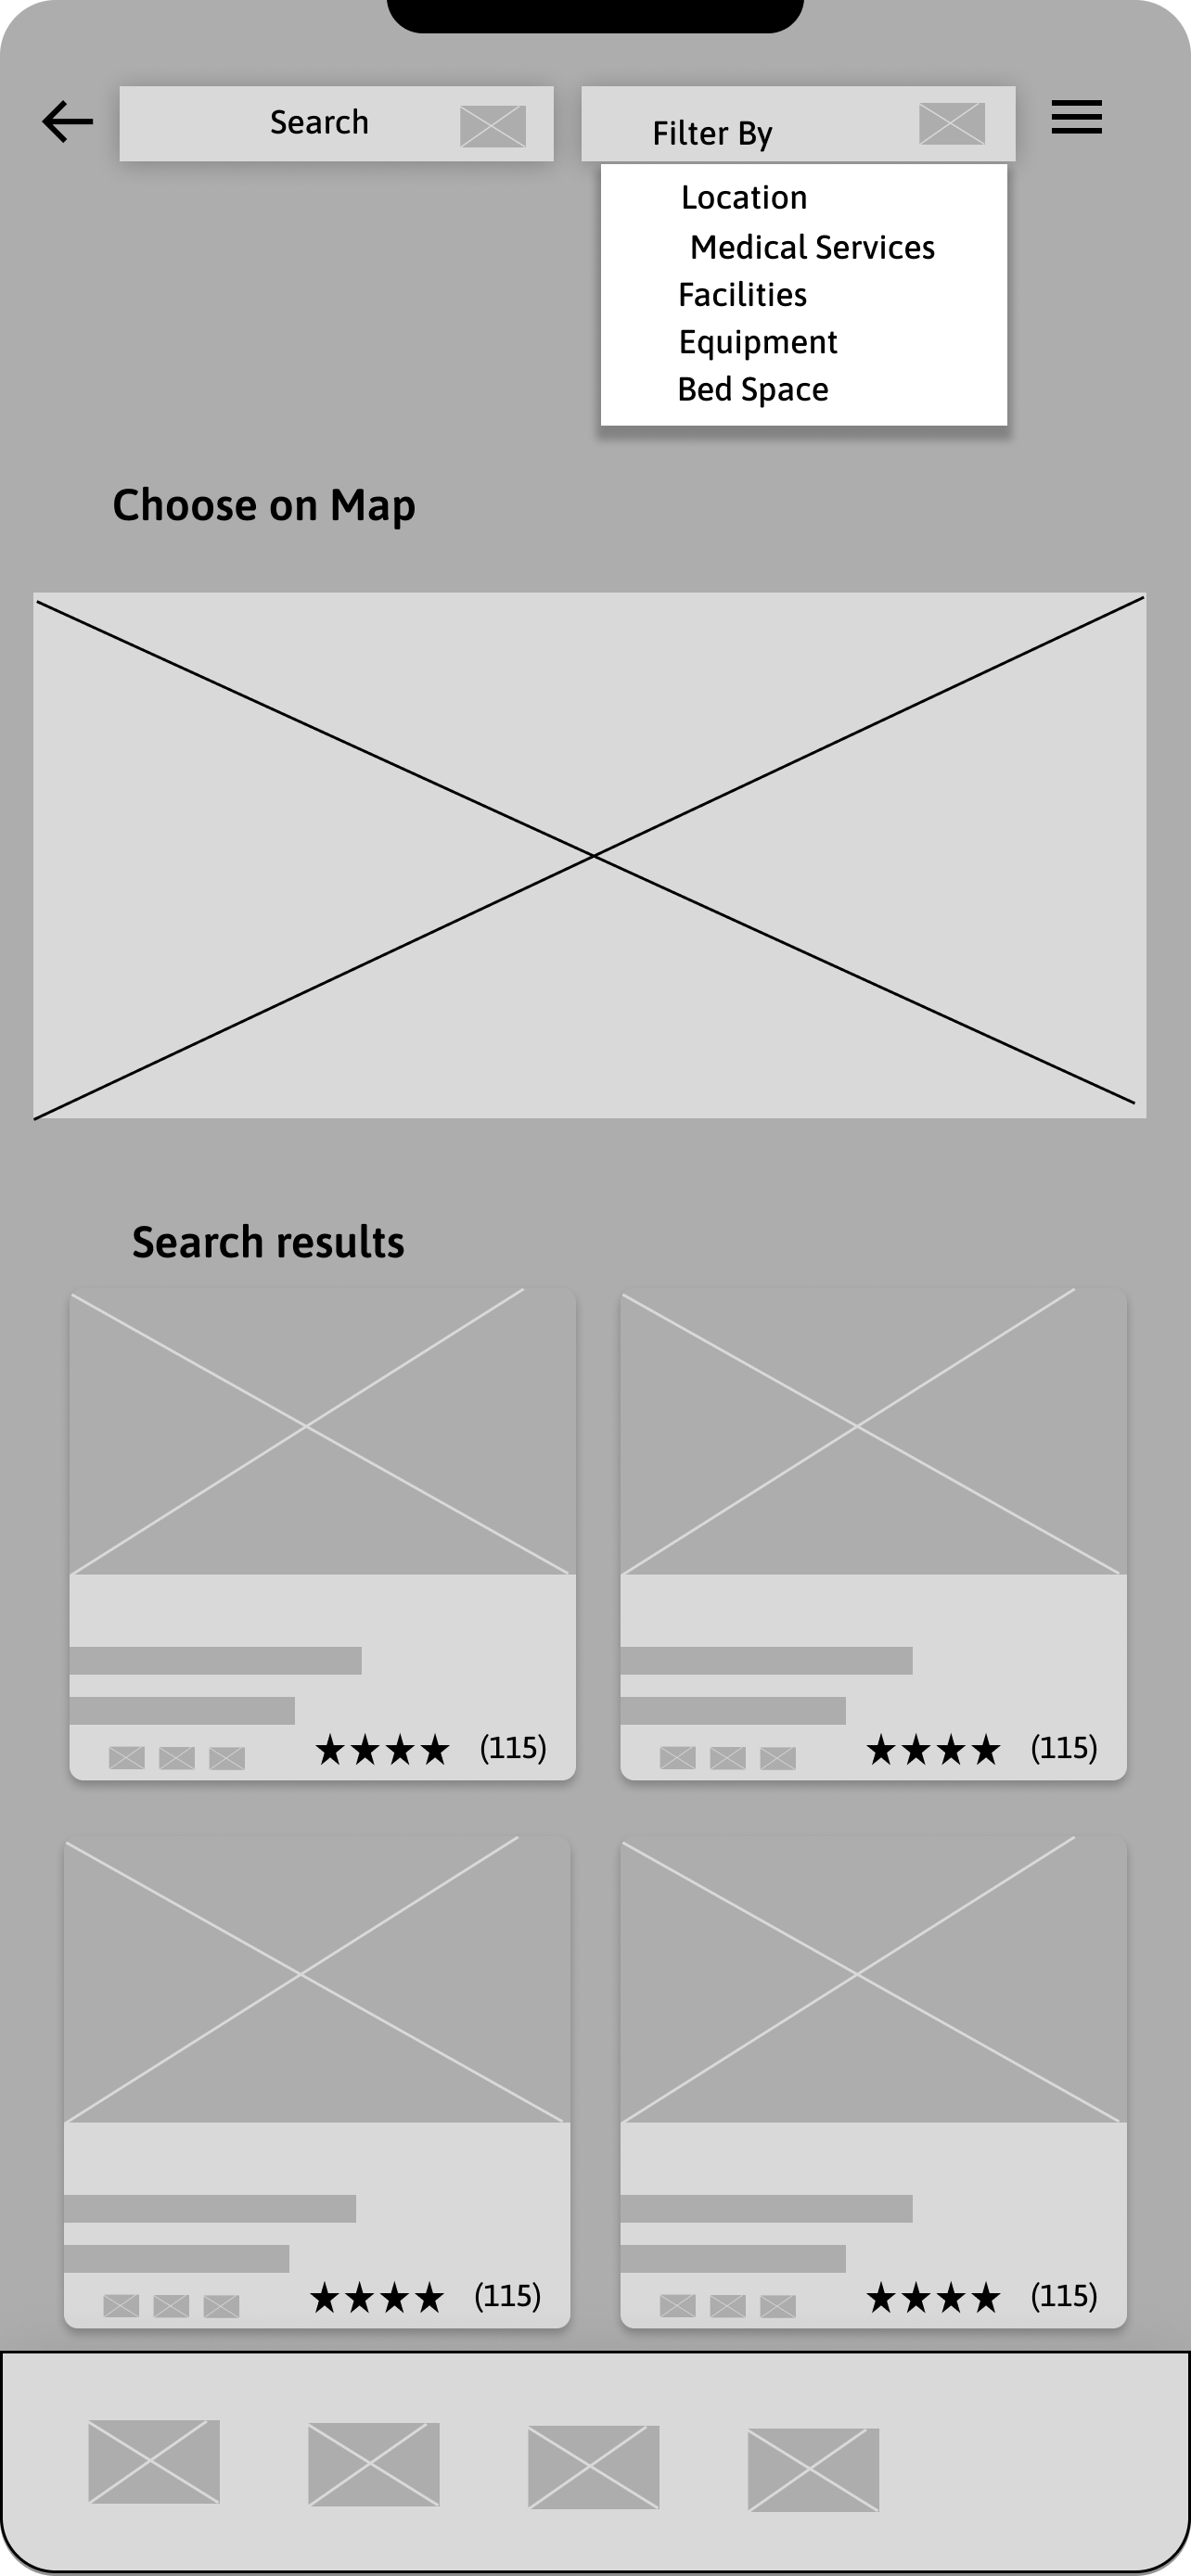 Search
Filter By
Location
Medical Services
Facilities
Equipment
Bed Space
Choose on Map
Search results
★★★★ (115)
★★★★ (115)
★★★★ (115)
★★★★ (115)